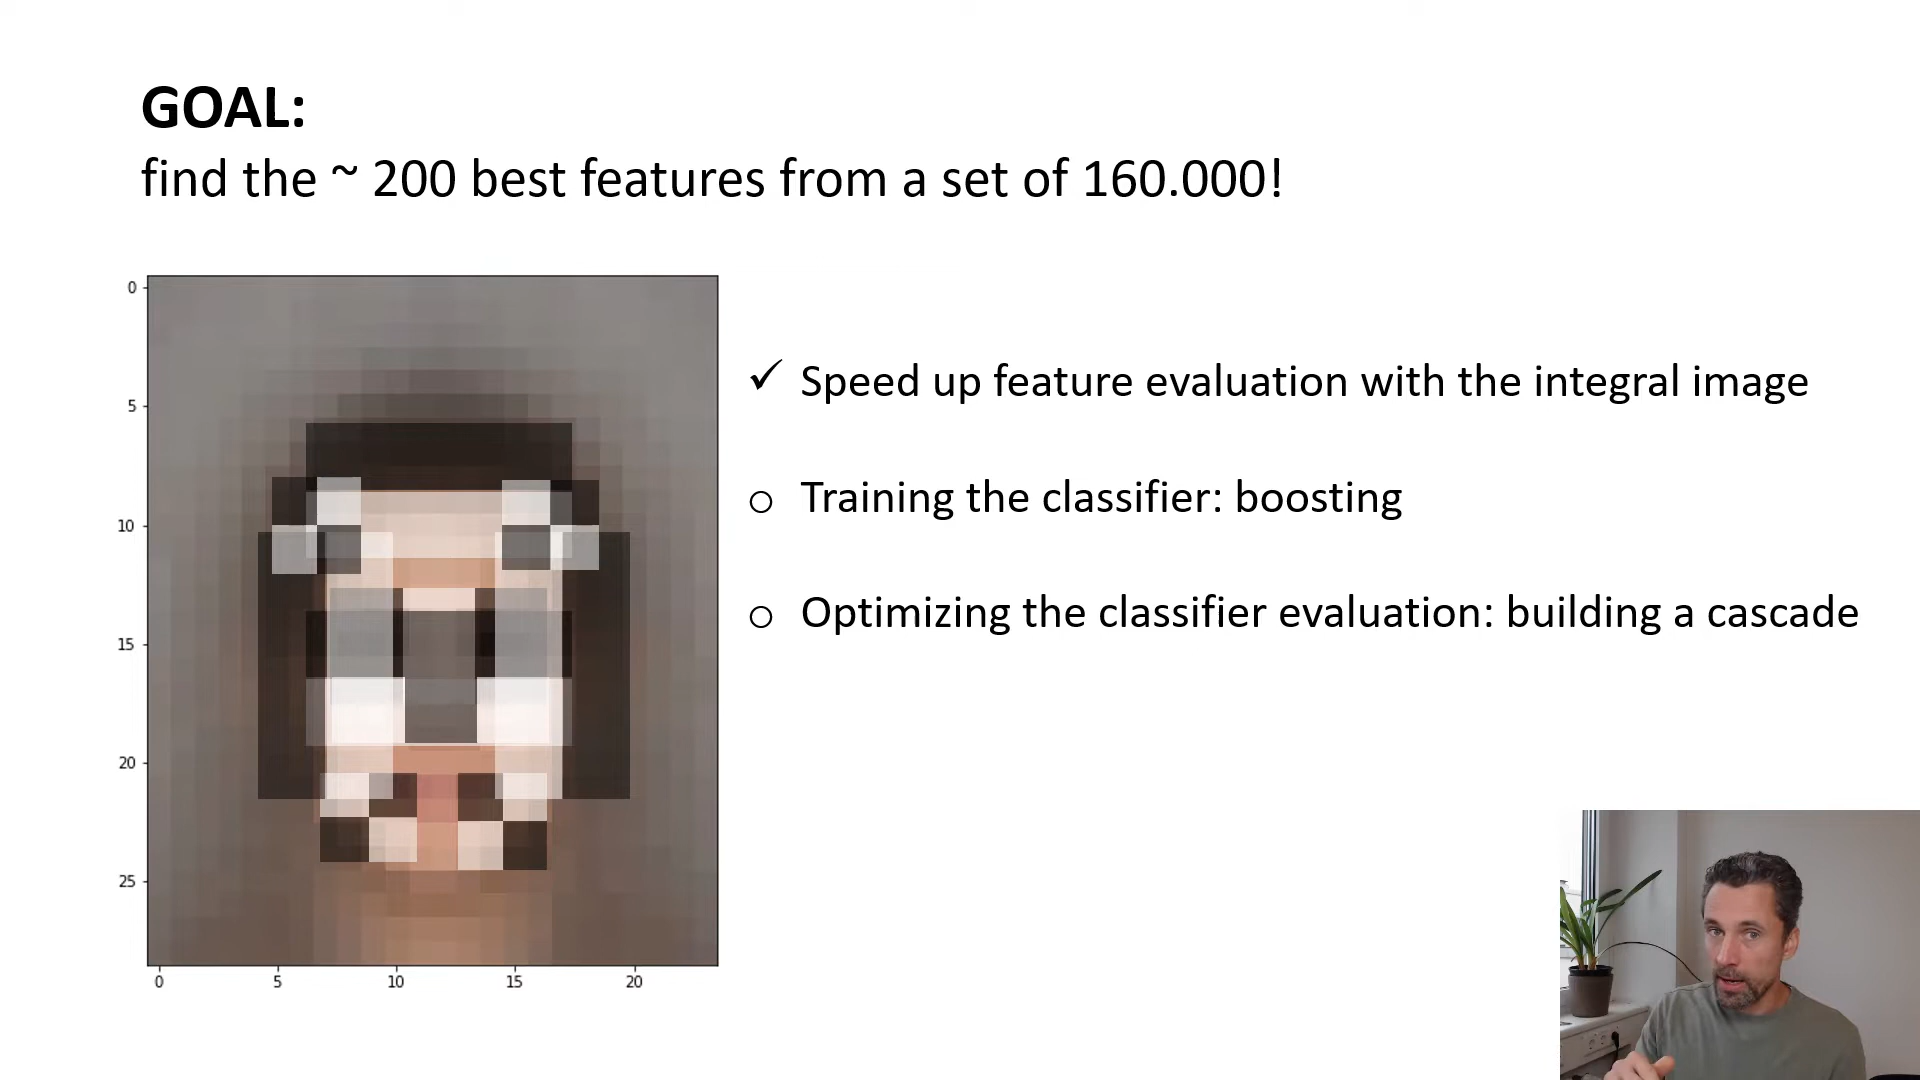 GOAL:
find the ~ 200 best features from a set of 160.000!
0
5
10
15
20
25
0 5 10 15 20
✓ Speed up feature evaluation with the integral image
o Training the classifier: boosting
o Optimizing the classifier evaluation: building a cascade